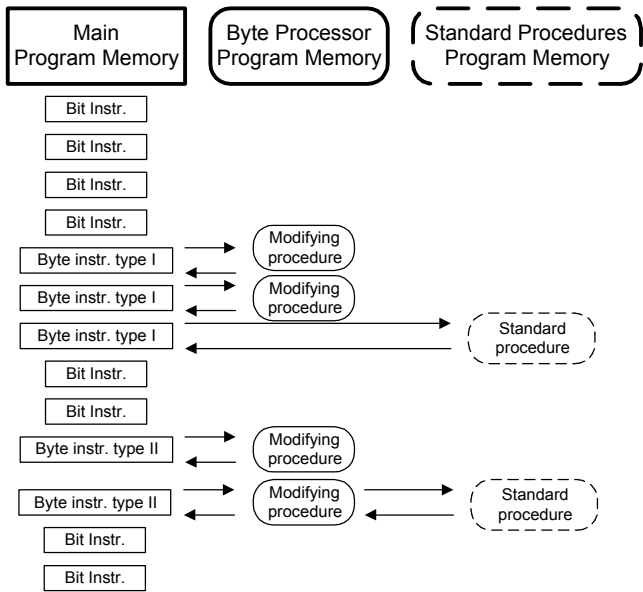 Main
Program Memory
Byte Processor
Program Memory
Standard Procedures
Program Memory
Bit Instr.
Bit Instr.
Bit Instr.
Bit Instr.
Byte instr. type I
Modifying
procedure
Byte instr. type I
Modifying
procedure
Byte instr. type I
Standard
procedure
Bit Instr.
Bit Instr.
Byte instr. type II
Modifying
procedure
Byte instr. type II
Modifying
procedure
Standard
procedure
Bit Instr.
Bit Instr.